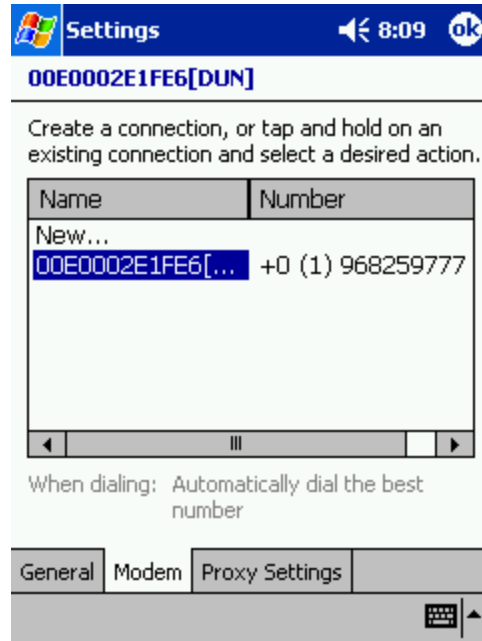 Settings 8:09 ok
00E0002E1FE6[DUN]
Create a connection, or tap and hold on an
existing connection and select a desired action.
Name Number
New...
00E0002E1FE6[... +0 (1) 968259777
When dialing: Automatically dial the best
number
General Modem Proxy Settings